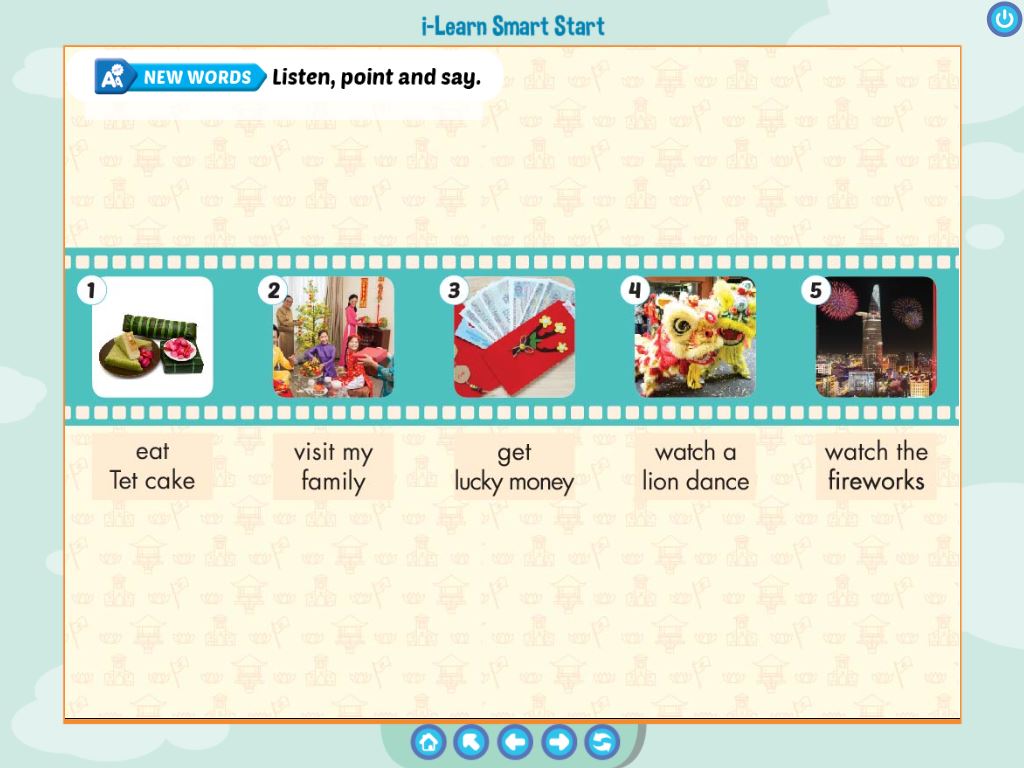 i-Learn Smart Start
NEW WORDS Listen, point and say.
1
2
3
4
5
eat
Tet cake
visit my
family
get
lucky money
watch a
lion dance
watch the
fireworks